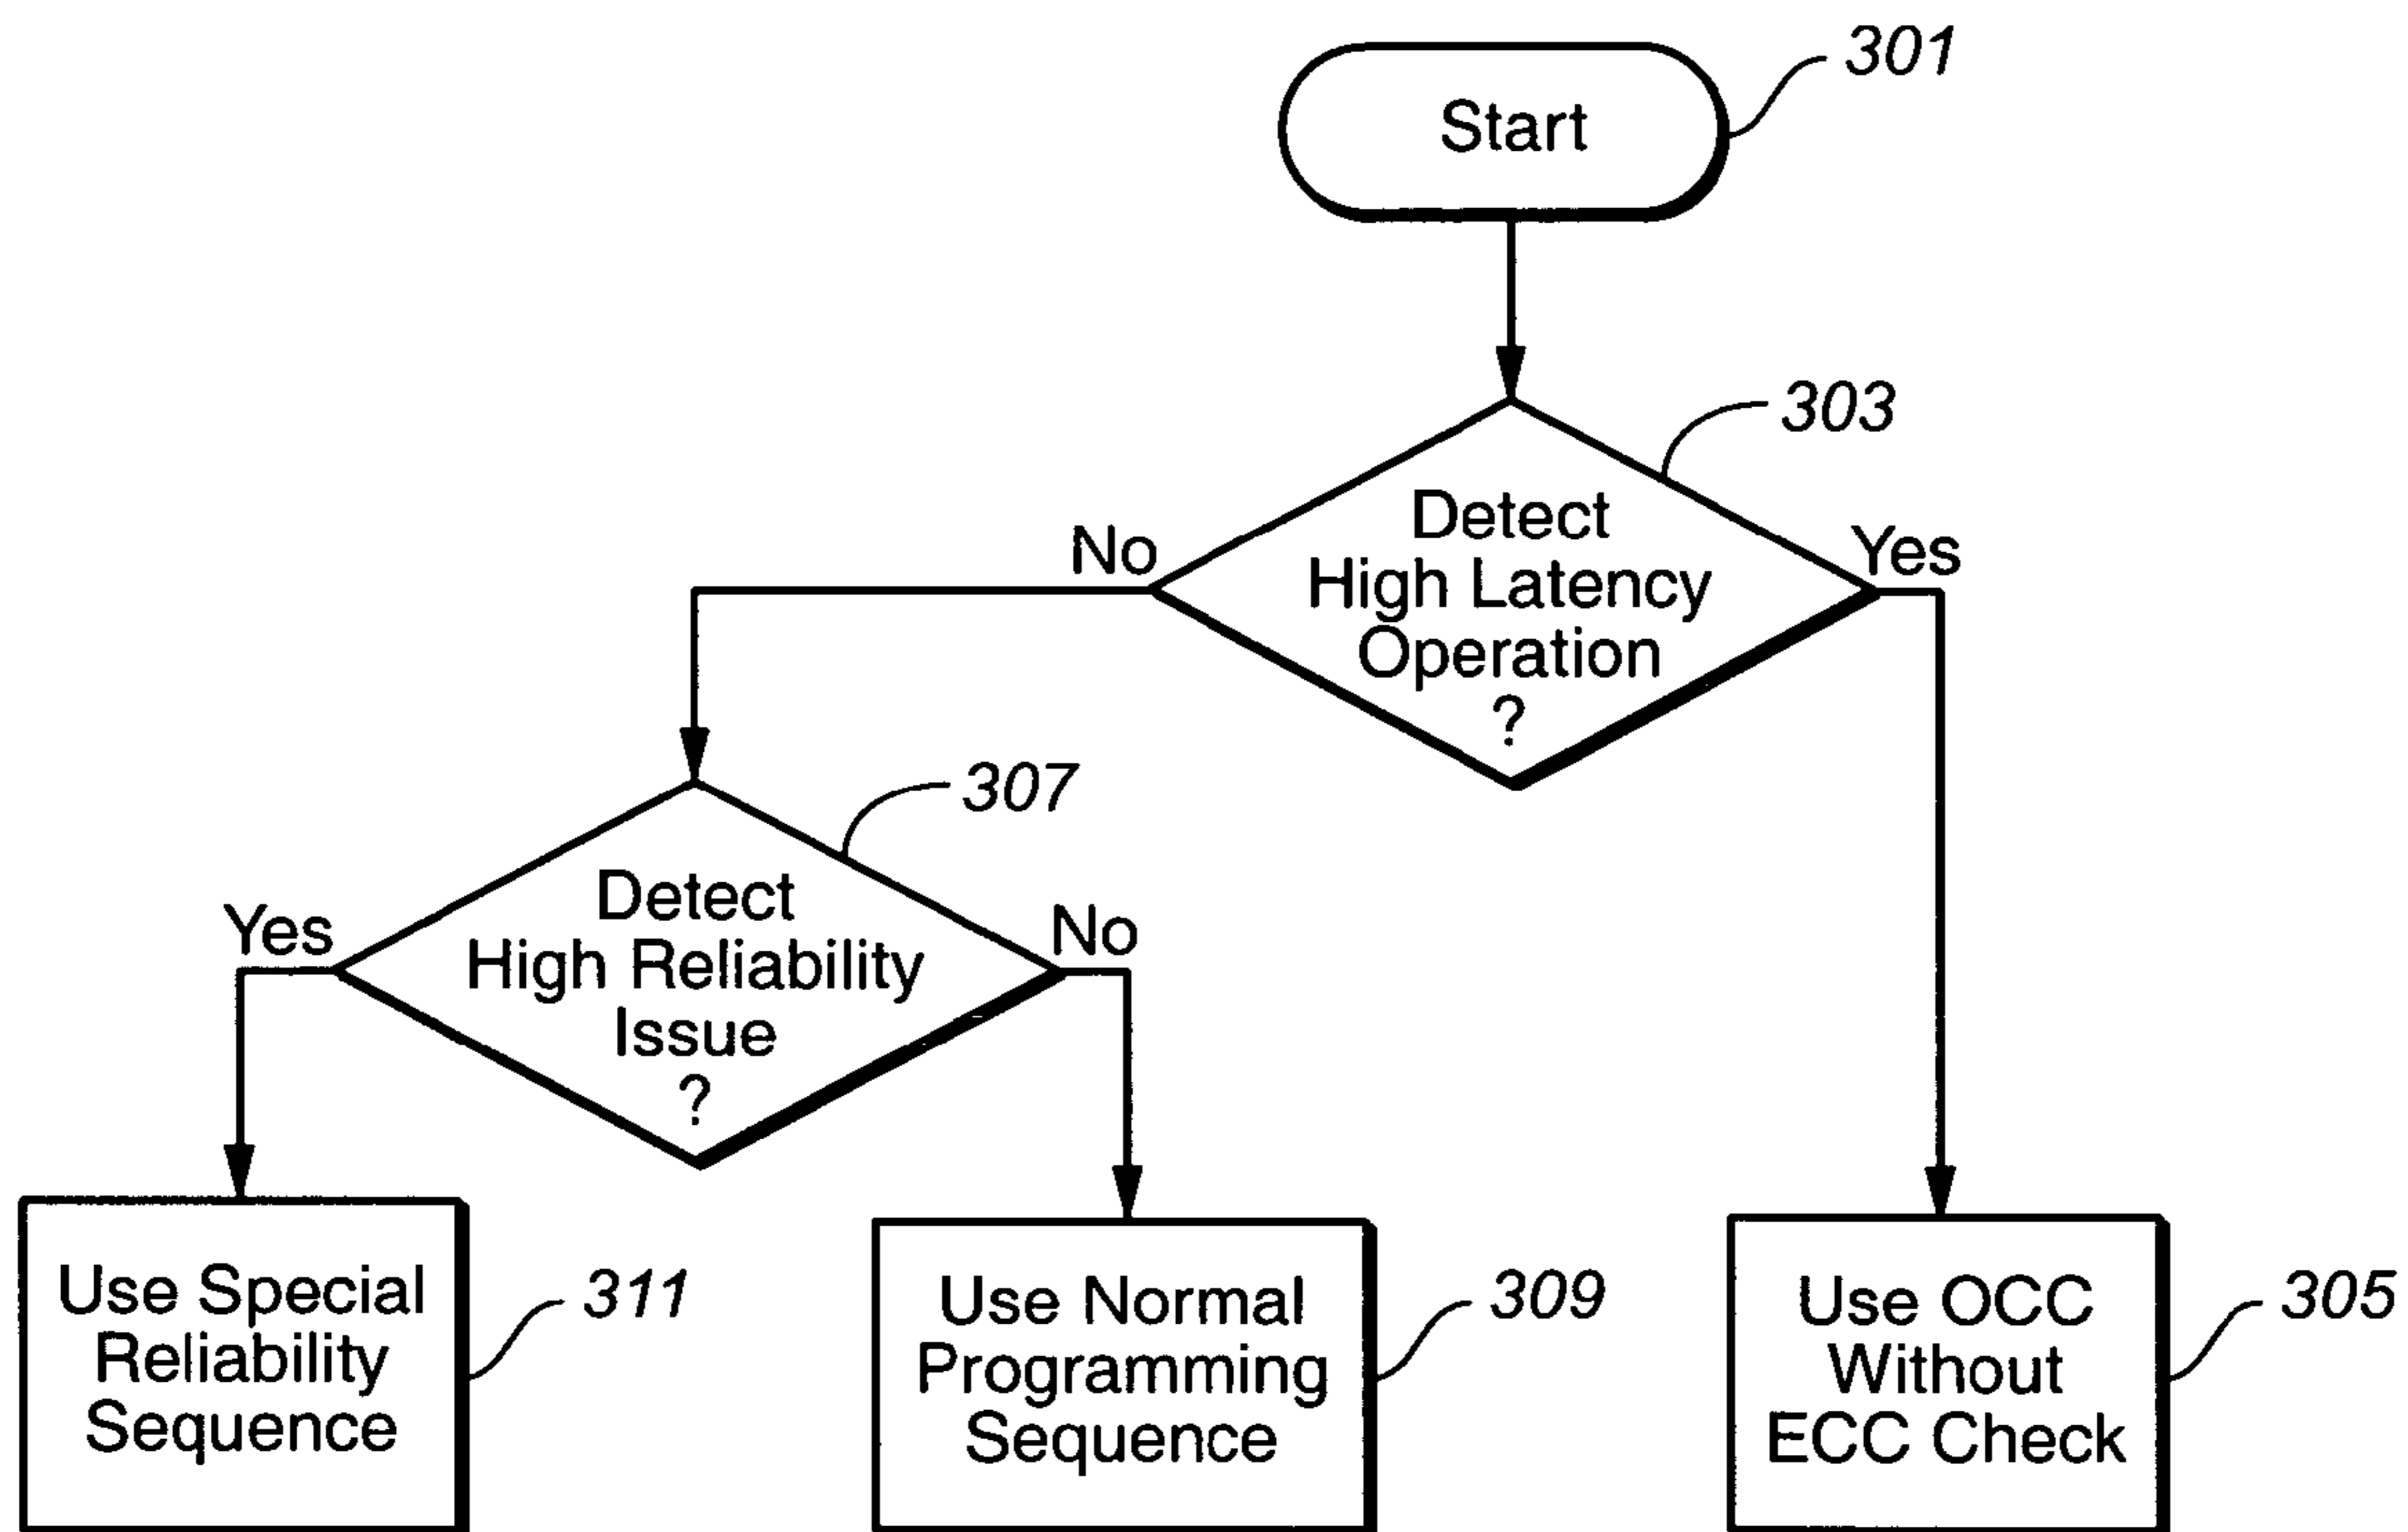 Start
301
303
Detect
High Latency
Operation
?
No
Yes
307
Detect
High Reliability
Issue
?
Yes
No
Use Special
Reliability
Sequence
311
Use Normal
Programming
Sequence
309
Use OCC
Without
ECC Check
305